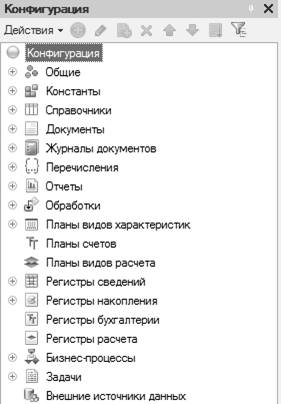 Конфигурация
Действия
Конфигурация
Общие
Константы
Справочники
Документы
Журналы документов
Перечисления
Отчеты
Обработки
Планы видов характеристик
Планы счетов
Планы видов расчета
Регистры сведений
Регистры накопления
Регистры бухгалтерии
Регистры расчета
Бизнес-процессы
Задачи
Внешние источники данных